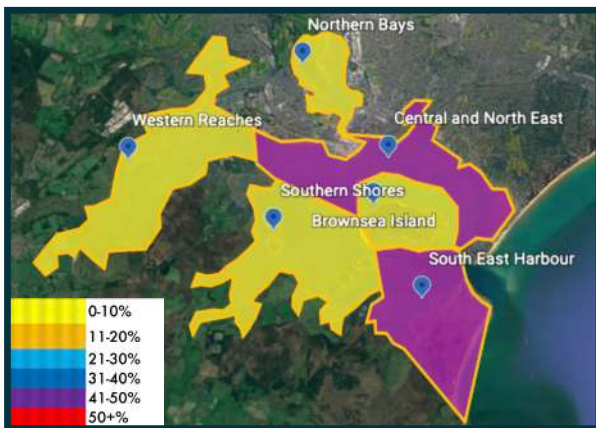 Northern Bays
Western Reaches
Central and North East
Southern Shores
Brownsea Island
South East Harbour
0-10%
11-20%
21-30%
31-40%
41-50%
50+%